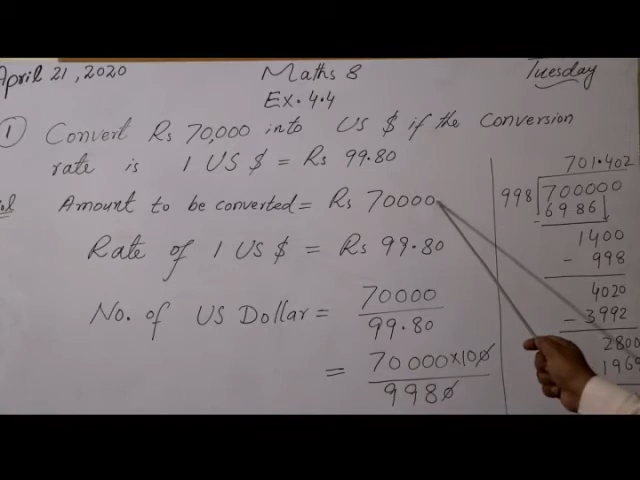 April 21, 2020 Maths 8 Tuesday
Ex. 4.4
1 Convert Rs 70,000 into US $ if the conversion
rate is 1 US $ = Rs 99.80
Amount to be converted = Rs 70000
Rate of 1 US $ = Rs 99.80
No. of US Dollar = 70000
99.80
= 70000x100
9980
701.402
998 700000
6986
1400
- 998
4020
- 3992
2800